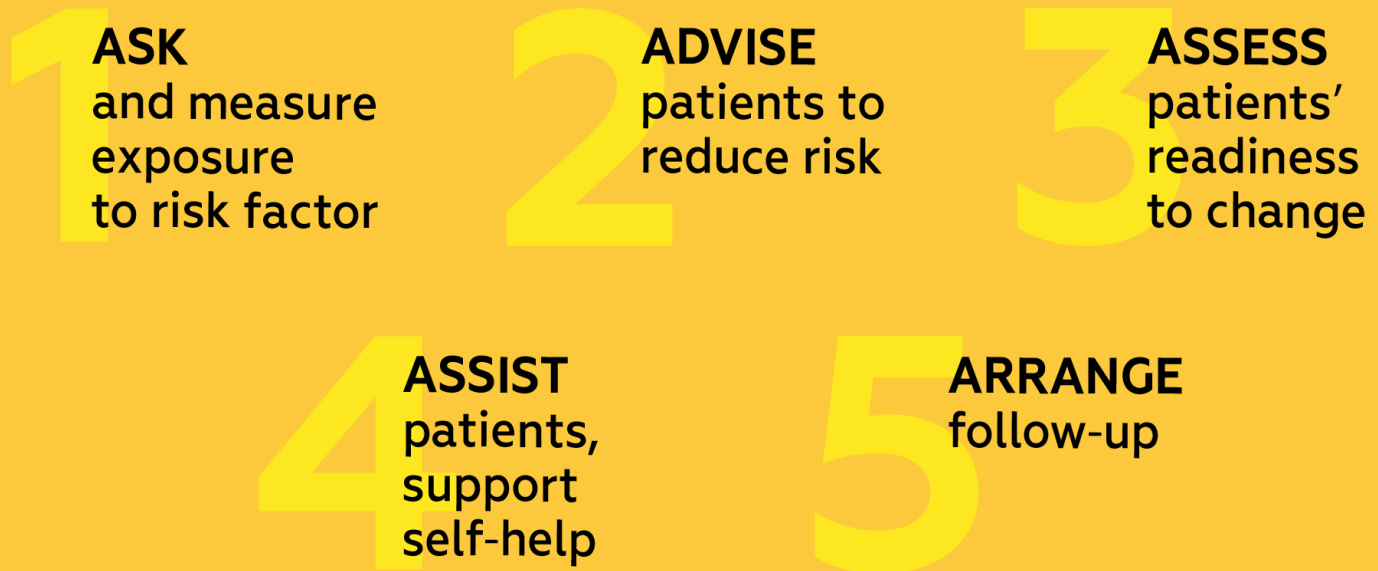 1
ASK
and measure
exposure
to risk factor
2
ADVISE
patients to
reduce risk
3
ASSESS
patients’
readiness
to change
4
ASSIST
patients,
support
self-help
5
ARRANGE
follow-up